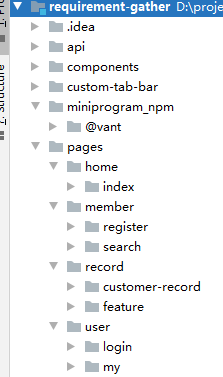 requirement-gather D:\proje
.idea
api
components
custom-tab-bar
miniprogram_npm
@vant
pages
home
index
member
register
search
record
customer-record
feature
user
login
my